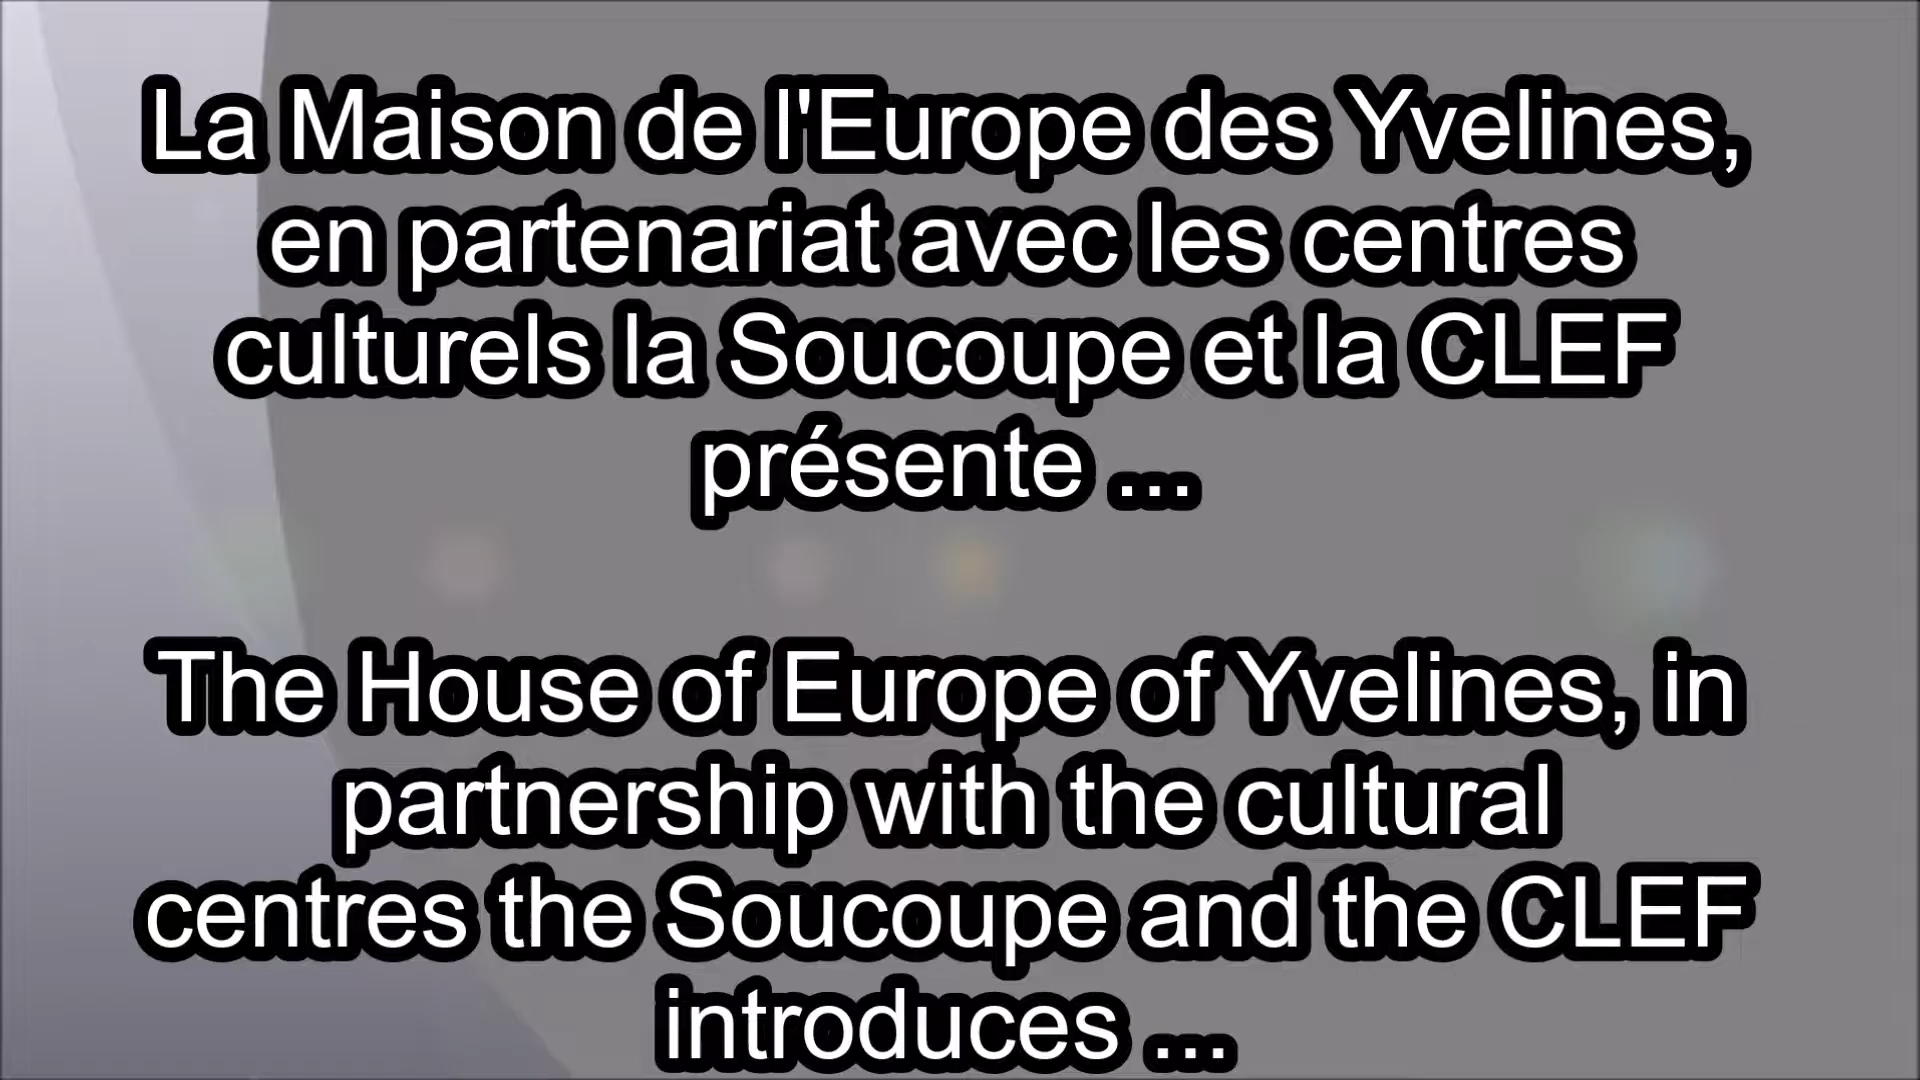 La Maison de l'Europe des Yvelines,
en partenariat avec les centres
culturels la Soucoupe et la CLEF
présente ...
The House of Europe of Yvelines, in
partnership with the cultural
centres the Soucoupe and the CLEF
introduces ...